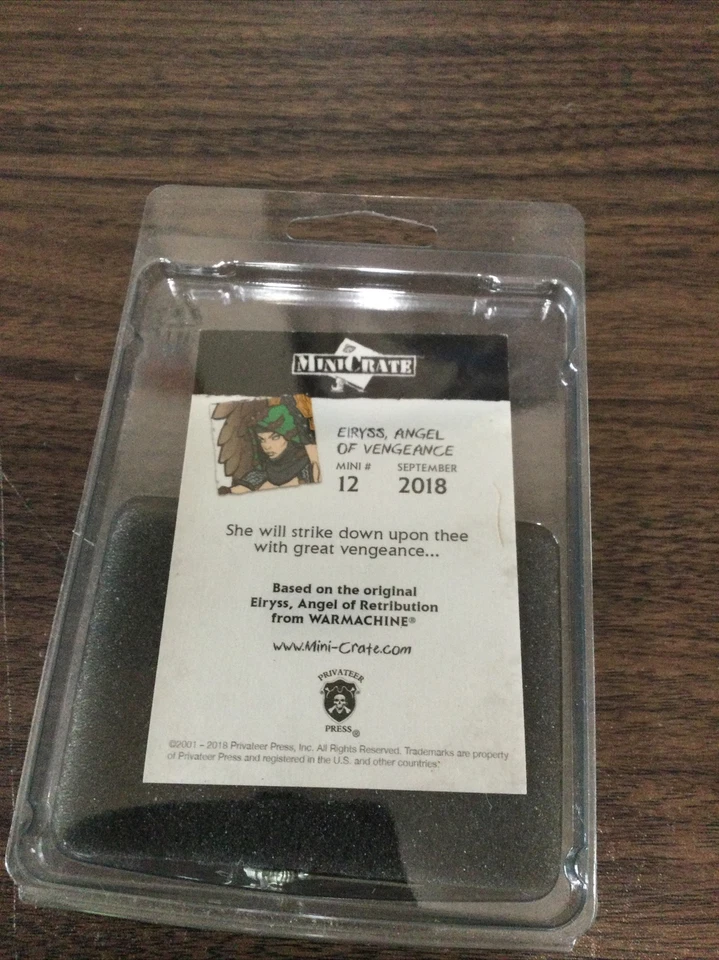 MINICRATE
EIRYSS, ANGEL
OF VENGEANCE
MINI # SEPTEMBER
12 2018
She will strike down upon thee
with great vengeance...
Based on the original
Eiryss, Angel of Retribution
from WARMACHINE®
www.Mini-Crate.com
PRIVATEER
PRESS®
©2001 – 2018 Privateer Press, Inc. All Rights Reserved. Trademarks are property
of Privateer Press and registered in the U.S. and other countries.